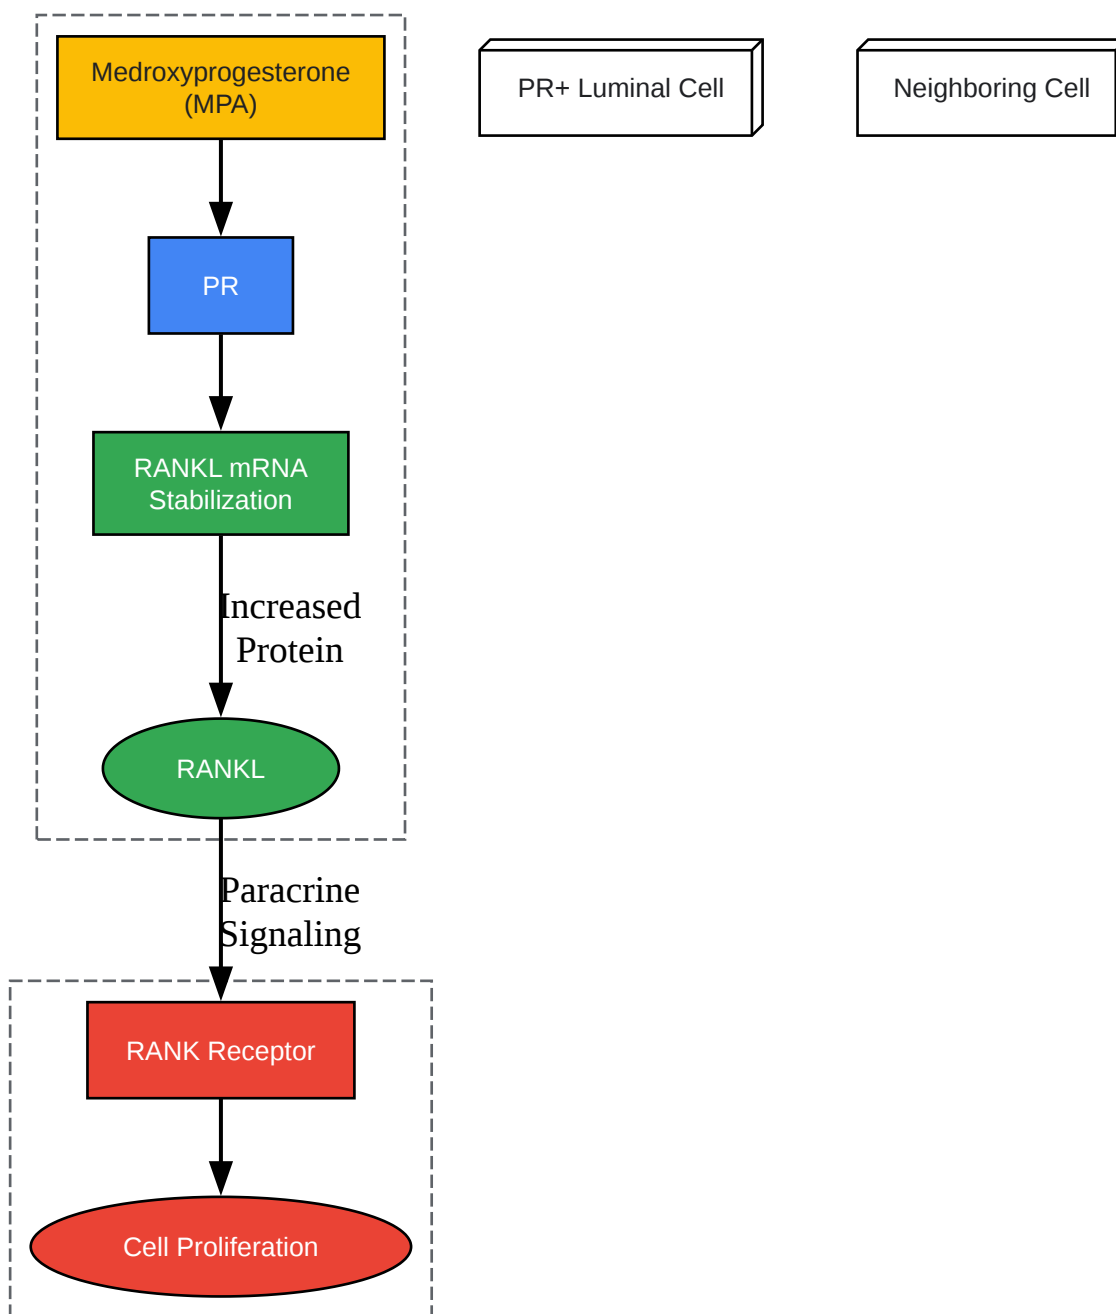 Medroxyprogesterone
(MPA)
PR+ Luminal Cell
Neighboring Cell
PR
RANKL mRNA
Stabilization
Increased
Protein
RANKL
Paracrine
Signaling
RANK Receptor
Cell Proliferation